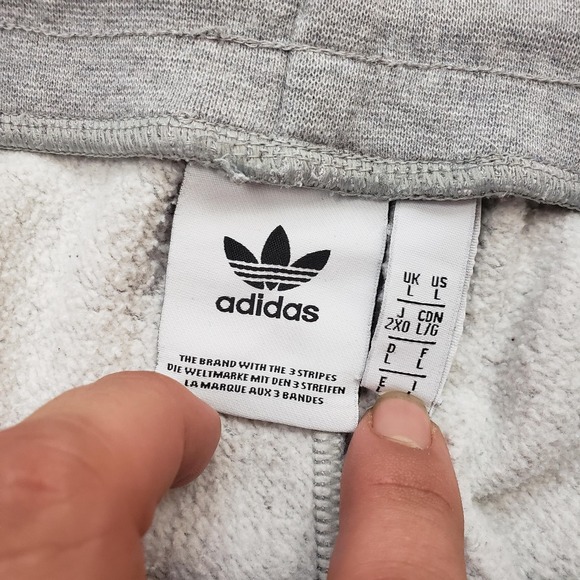 adidas
THE BRAND WITH THE 3 STRIPES
DIE WELTMARKE MIT DEN 3 STREIFEN
LA MARQUE AUX 3 BANDES
UK US
L L
J CDN
2XO L/G
D F
L L
E I